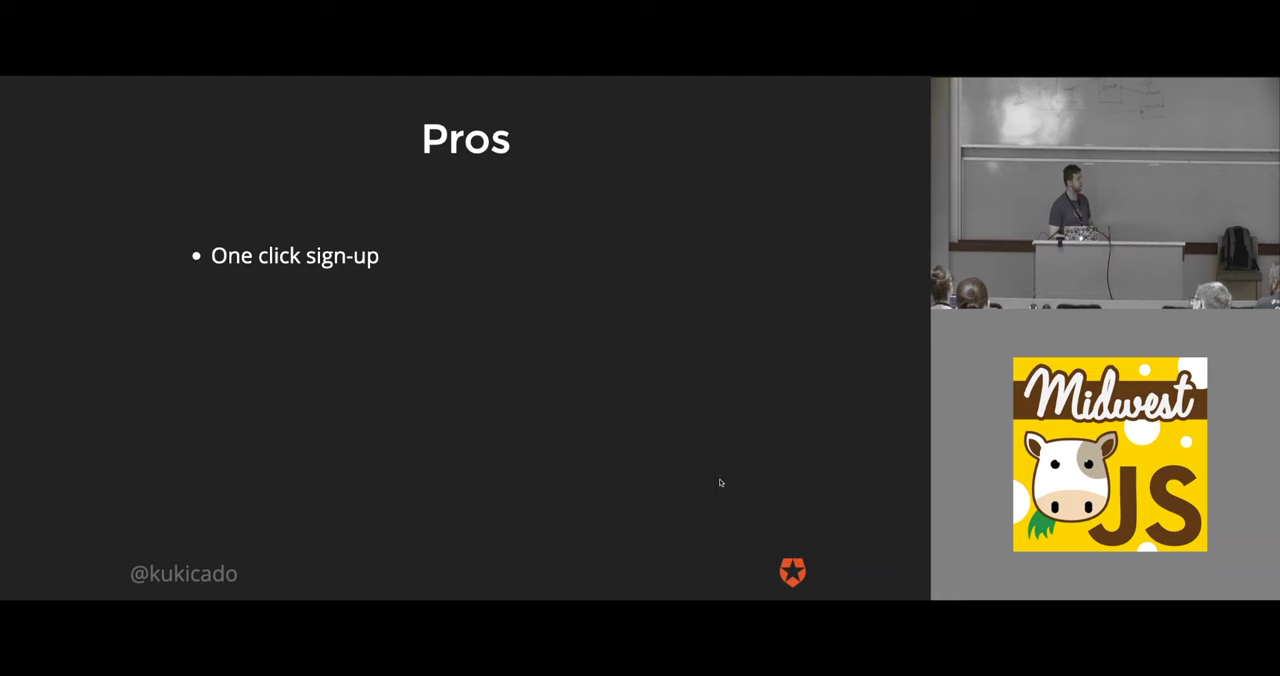 Pros
• One click sign-up
@kukicado
Midwest
JS